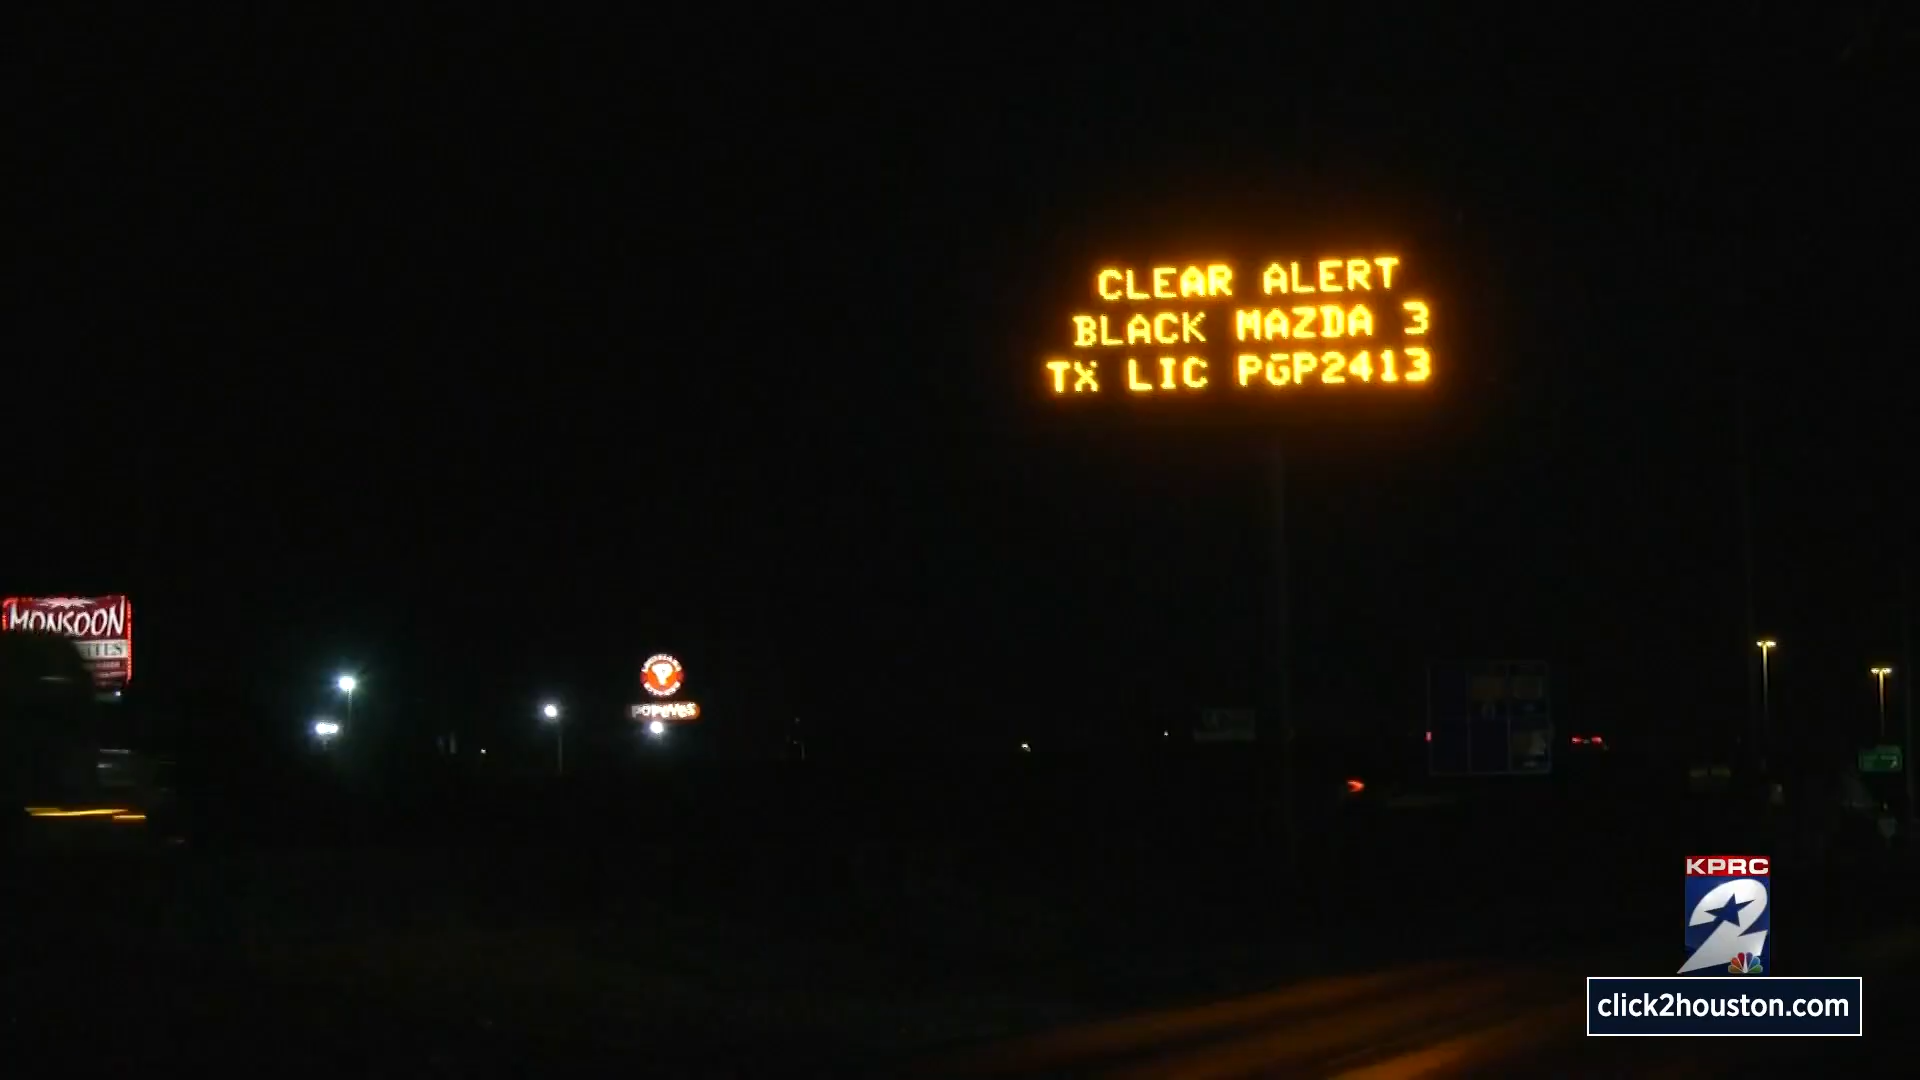 CLEAR ALERT
BLACK MAZDA 3
TX LIC PGP2413
MONSOON
POPEYES
KPRC
2
click2houston.com